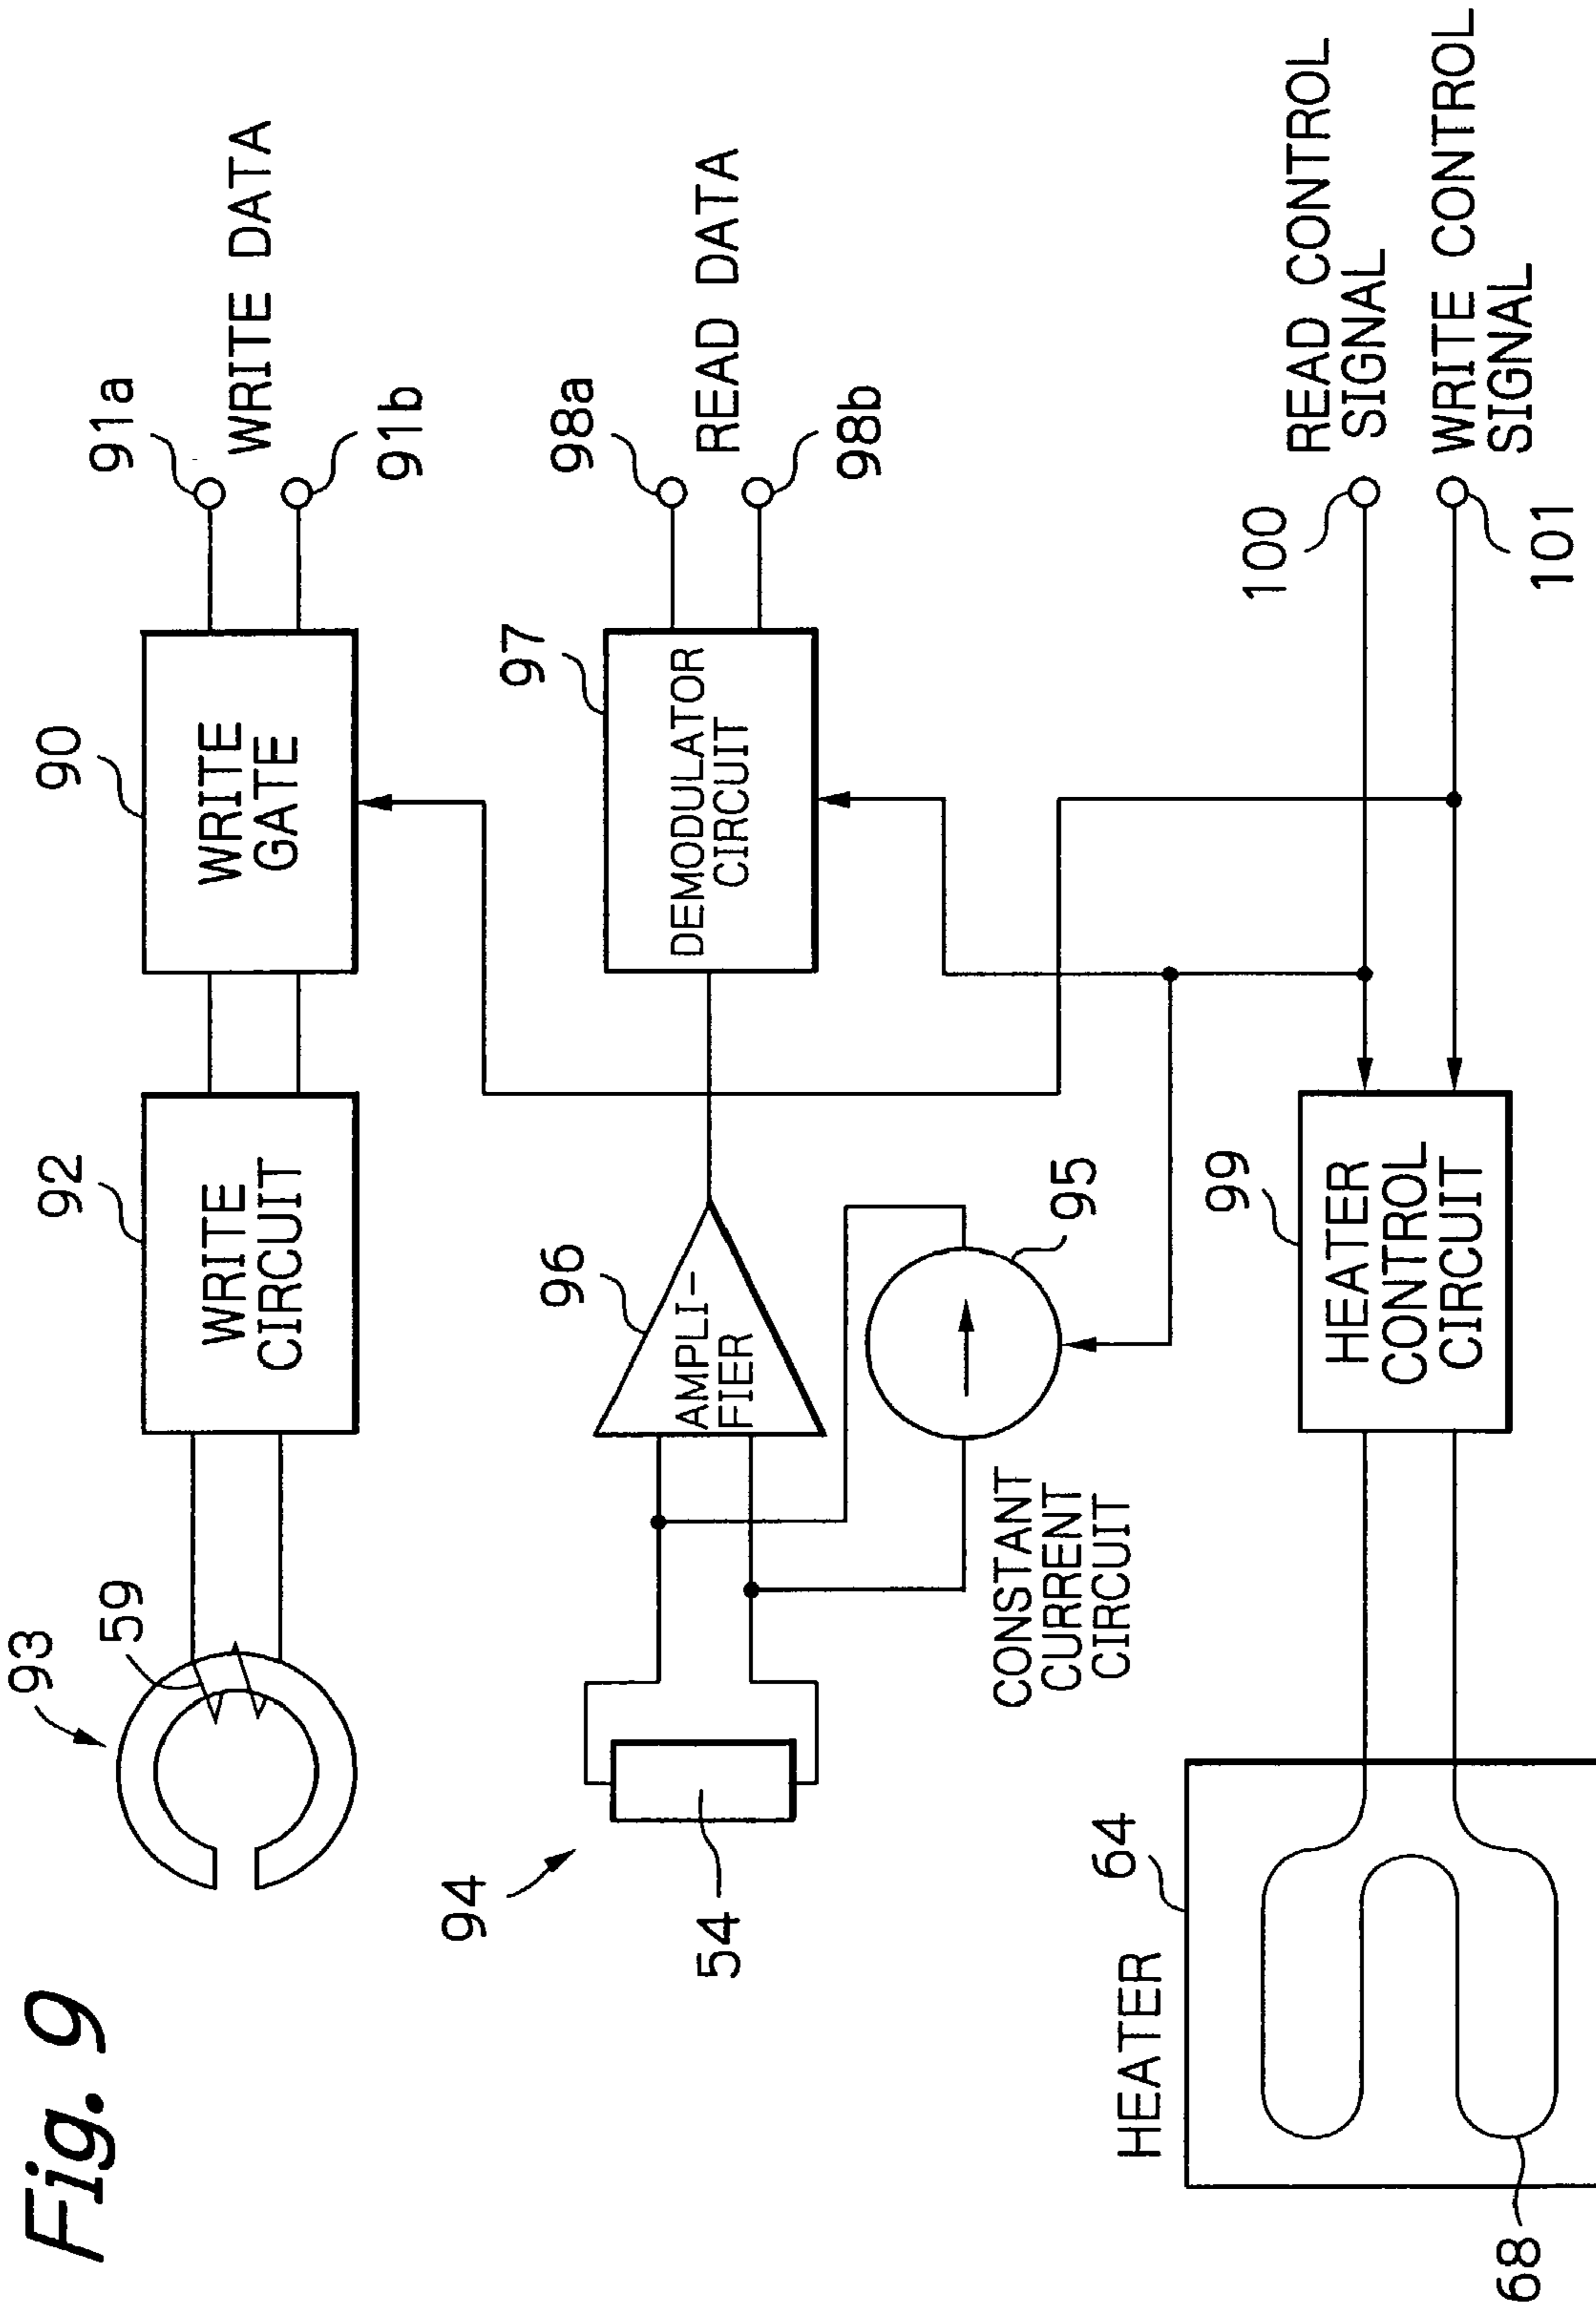 Fig. 9
93
59
92
WRITE
CIRCUIT
90
WRITE
GATE
91a
WRITE DATA
91b
94
54
96
AMPLI-
FIER
97
DEMODULATOR
CIRCUIT
98a
READ DATA
98b
CONSTANT
CURRENT
CIRCUIT
95
HEATER
64
68
99
HEATER
CONTROL
CIRCUIT
100
READ CONTROL
SIGNAL
101
WRITE CONTROL
SIGNAL